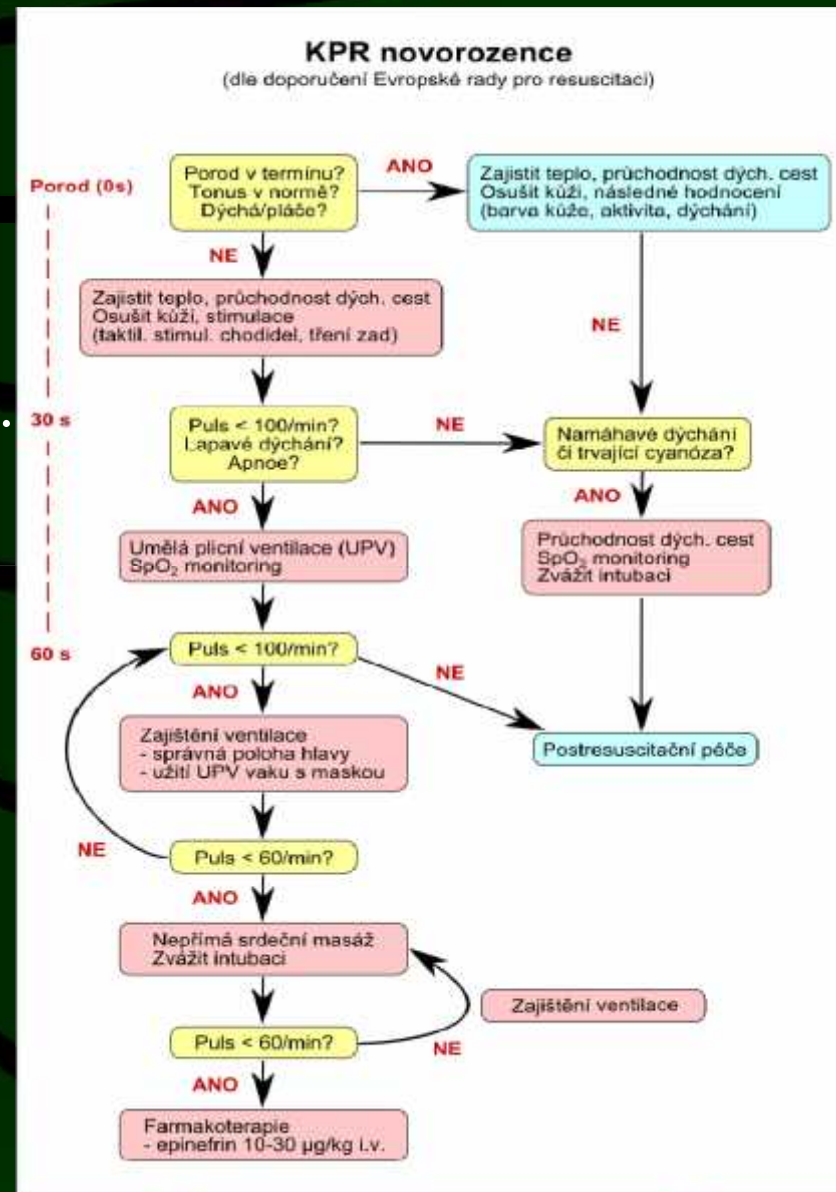 KPR novorozence
(dle doporučení Evropské rady pro resuscitaci)
Porod (0s)
Porod v termínu?
Tonus v normě?
Dýchá/pláče?
ANO
Zajistit teplo, průchodnost dých. cest
Osušit kůži, následné hodnocení
(barva kůže, aktivita, dýchání)
NE
Zajistit teplo, průchodnost dých. cest
Osušit kůži, stimulace
(taktil. stimul. chodidel, tření zad)
NE
30 s
Puls < 100/min?
Lapavé dýchání?
Apnoe?
NE
Namáhavé dýchání
či trvající cyanóza?
ANO
ANO
Umělá plicní ventilace (UPV)
SpO₂ monitoring
Průchodnost dých. cest
SpO₂ monitoring
Zvážit intubaci
60 s
Puls < 100/min?
NE
ANO
Zajištění ventilace
- správná poloha hlavy
- užití UPV vaku s maskou
Postresuscitační péče
NE
Puls < 60/min?
ANO
Nepřímá srdeční masáž
Zvážit intubaci
Zajištění ventilace
Puls < 60/min?
NE
ANO
Farmakoterapie
- epinefrin 10-30 µg/kg i.v.